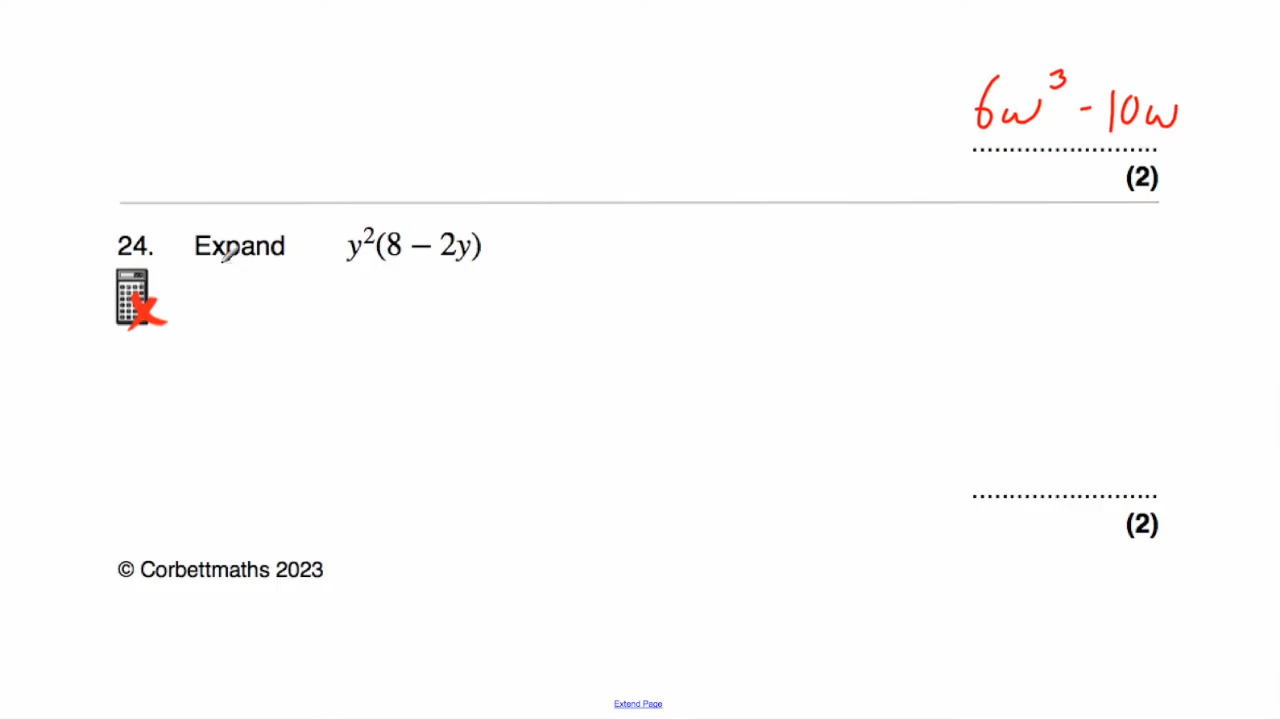 6w³ - 10w
........................
(2)
24. Expand y²(8 − 2y)
........................
(2)
© Corbettmaths 2023
Extend Page